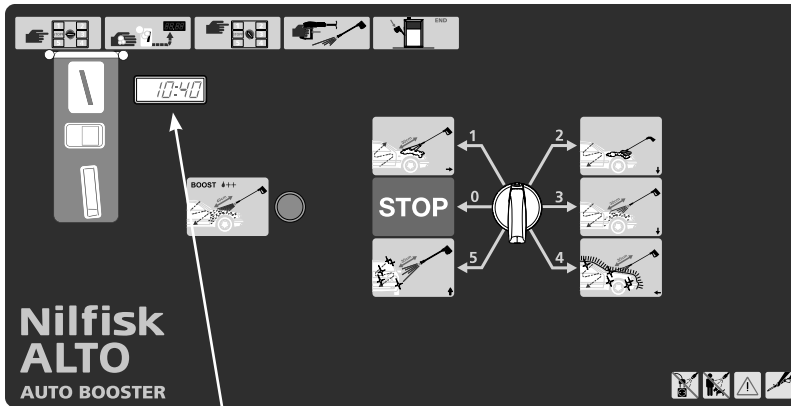 END
10:40
1
2
BOOST ++
STOP
0
3
5
4
Nilfisk
ALTO
AUTO BOOSTER